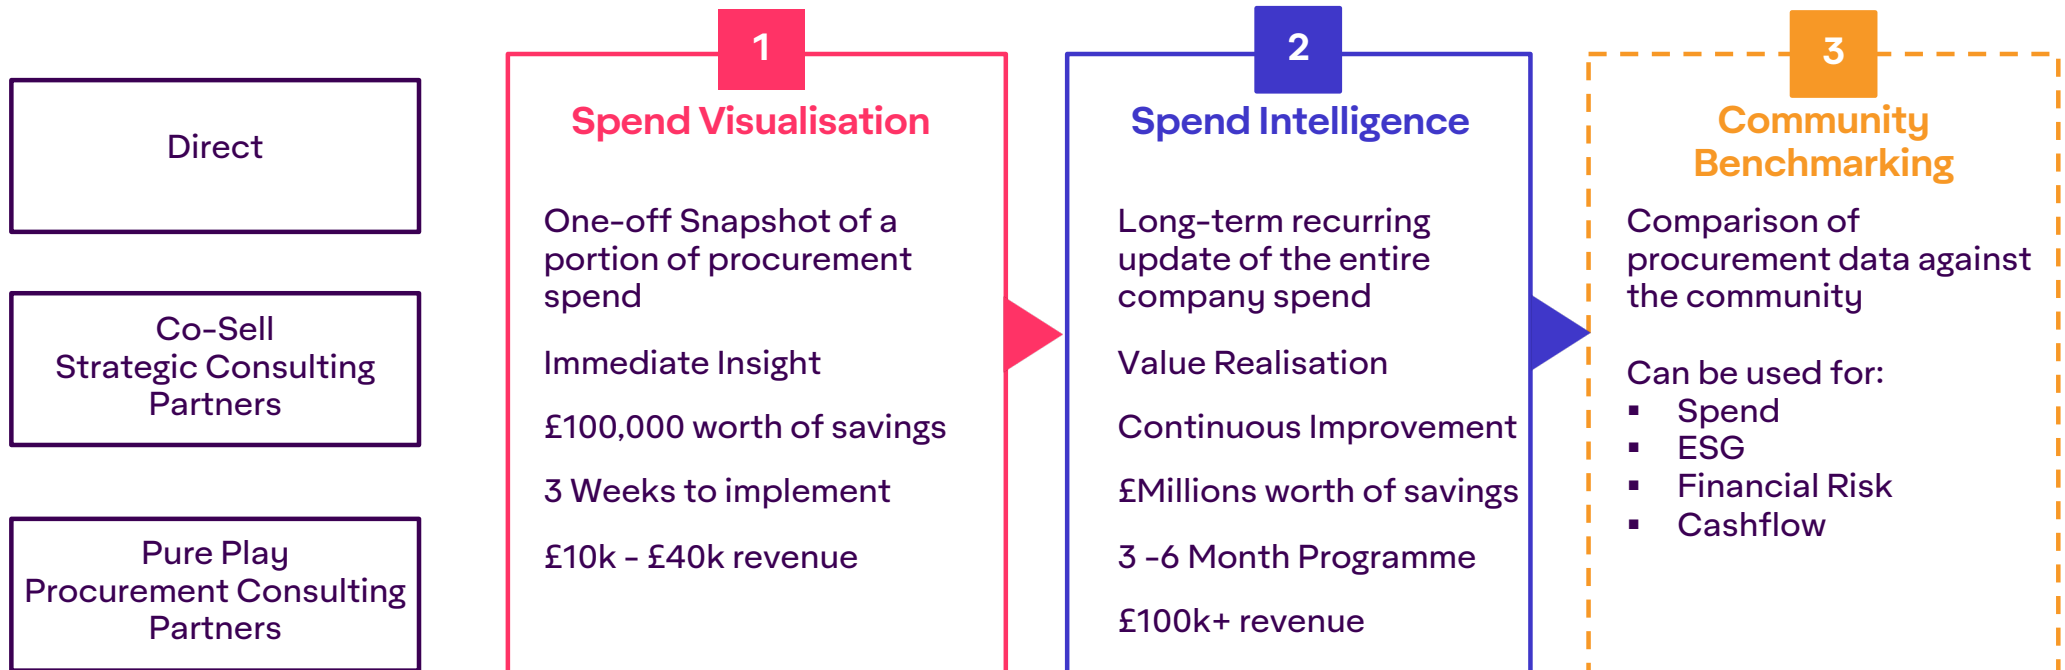 Direct
Co-Sell
Strategic Consulting
Partners
Pure Play
Procurement Consulting
Partners
1
Spend Visualisation
One-off Snapshot of a
portion of procurement
spend
Immediate Insight
£100,000 worth of savings
3 Weeks to implement
£10k - £40k revenue
2
Spend Intelligence
Long-term recurring
update of the entire
company spend
Value Realisation
Continuous Improvement
£Millions worth of savings
3 -6 Month Programme
£100k+ revenue
3
Community
Benchmarking
Comparison of
procurement data against
the community
Can be used for:
▪ Spend
▪ ESG
▪ Financial Risk
▪ Cashflow